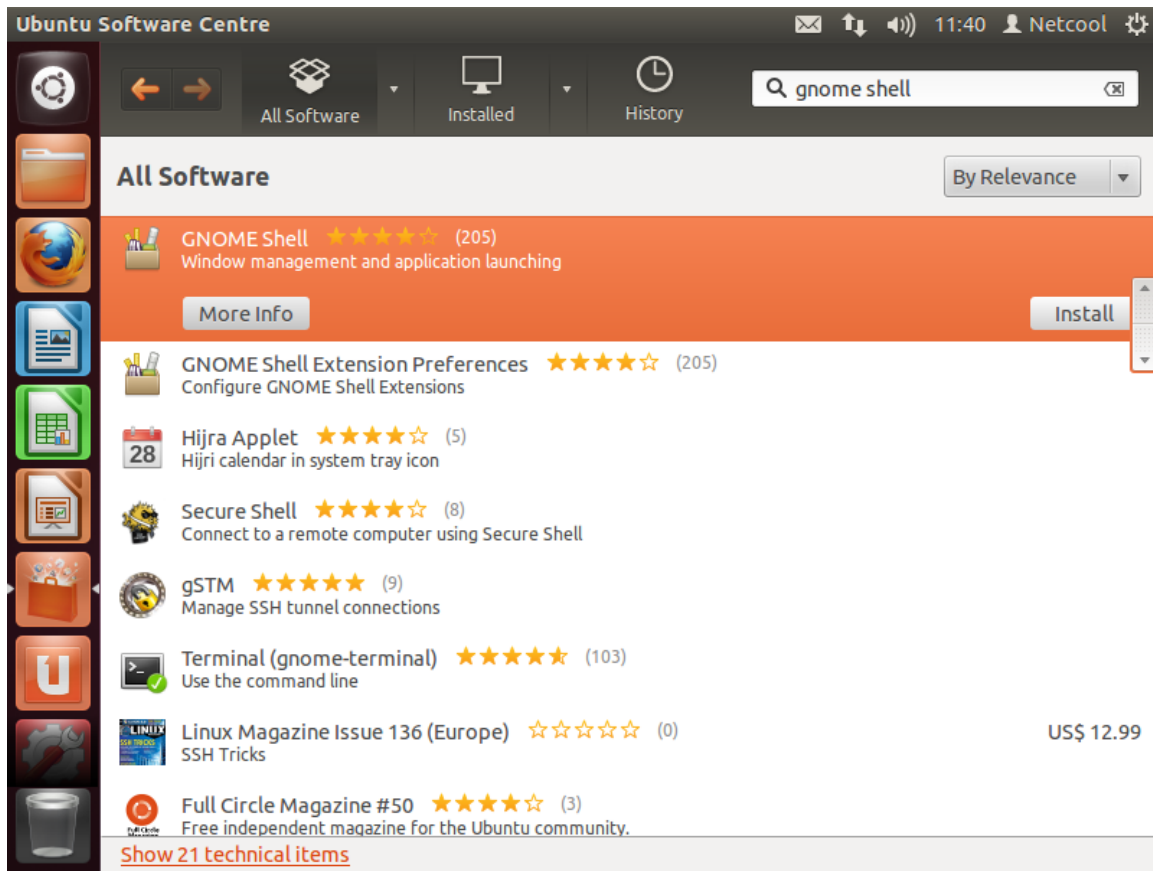 Ubuntu Software Centre 11:40 Netcool
All Software Installed History gnome shell
All Software By Relevance
GNOME Shell (205)
Window management and application launching
More Info Install
GNOME Shell Extension Preferences (205)
Configure GNOME Shell Extensions
28 Hijra Applet (5)
Hijri calendar in system tray icon
Secure Shell (8)
Connect to a remote computer using Secure Shell
gSTM (9)
Manage SSH tunnel connections
Terminal (gnome-terminal) (103)
Use the command line
LINUX Linux Magazine Issue 136 (Europe) (0) US$ 12.99
SSH TRICKS SSH Tricks
Full Circle Magazine #50 (3)
Full Circle Free independent magazine for the Ubuntu community.
Show 21 technical items